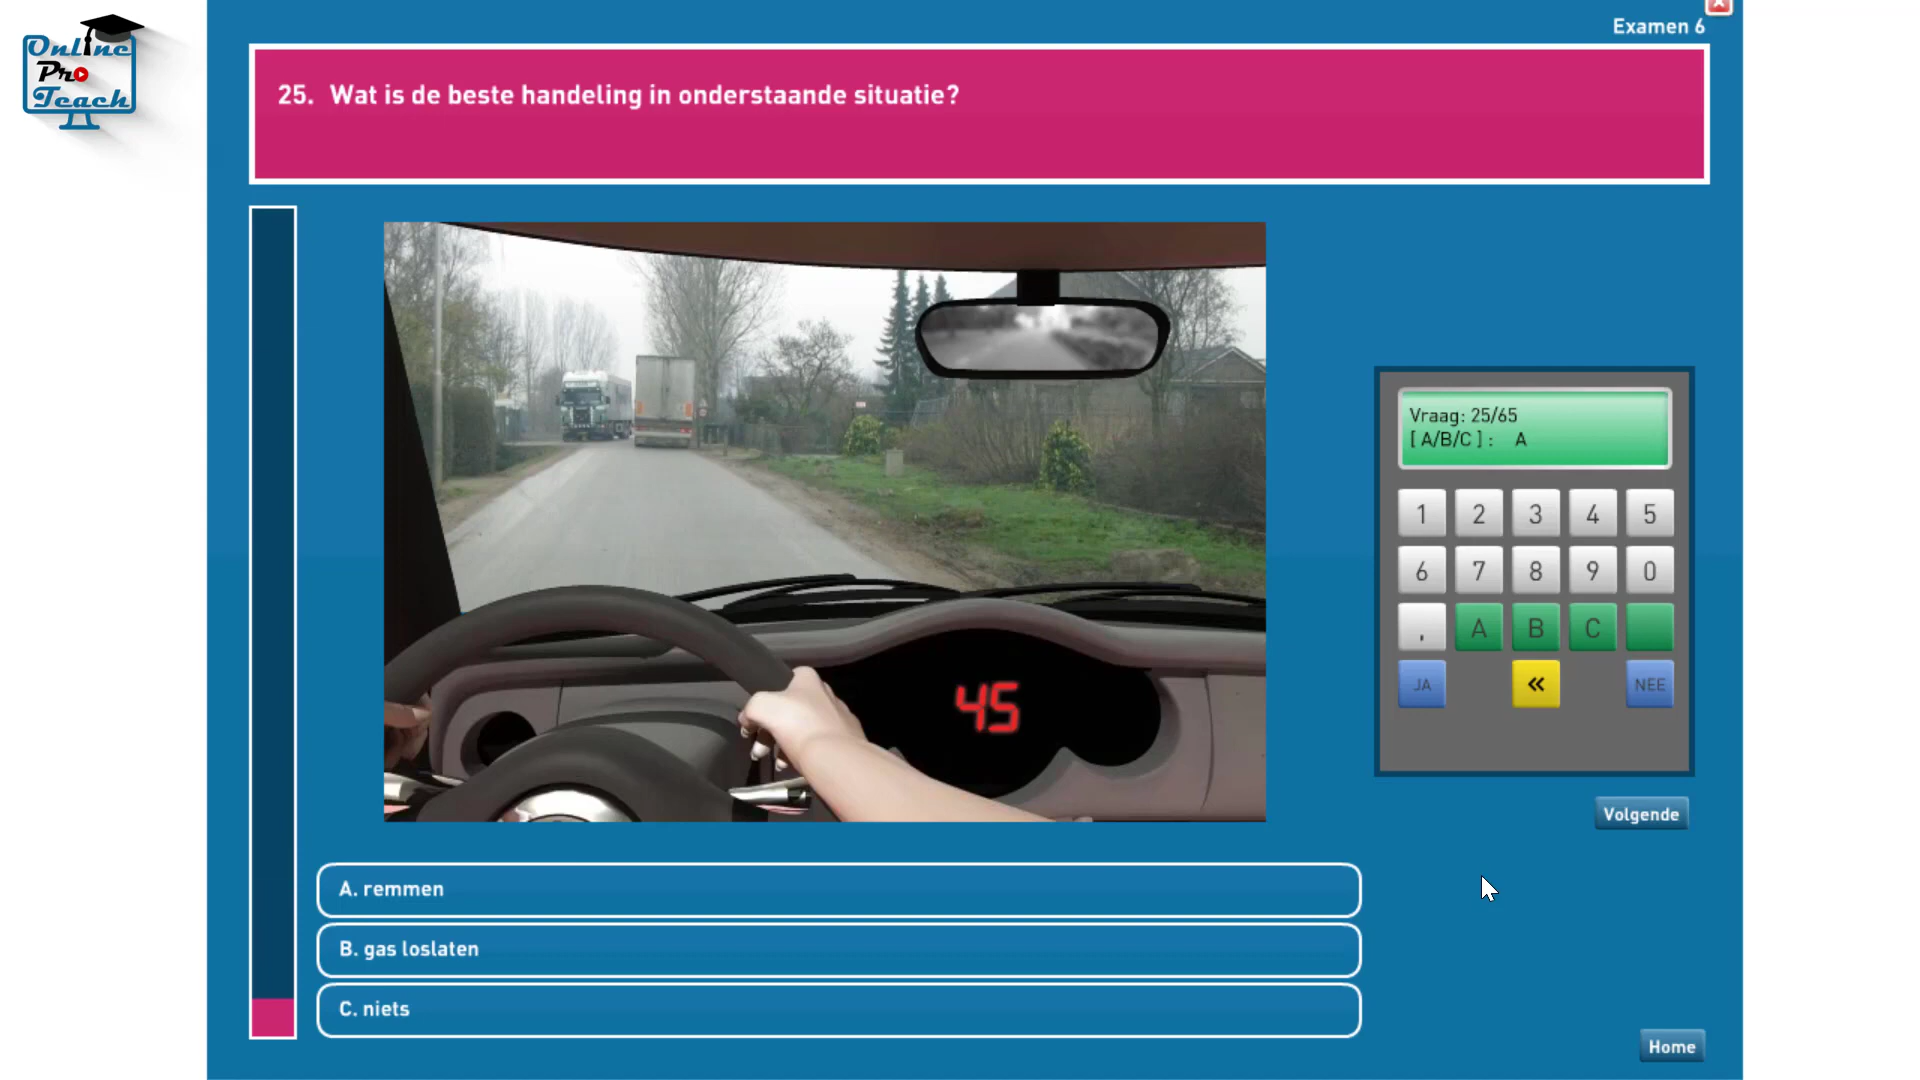 Online
Pro
Teach
Examen 6
25. Wat is de beste handeling in onderstaande situatie?
Vraag: 25/65
[ A/B/C ] : A
1 2 3 4 5
6 7 8 9 0
, A B C
JA « NEE
45
Volgende
A. remmen
B. gas loslaten
C. niets
Home